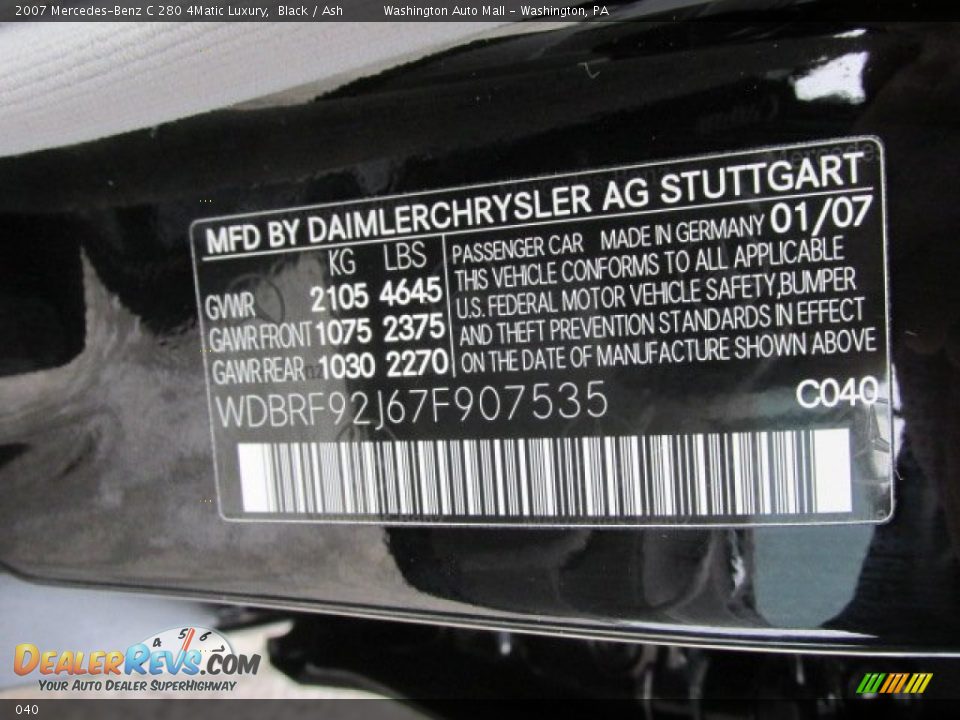 2007 Mercedes-Benz C 280 4Matic Luxury, Black / Ash Washington Auto Mall - Washington, PA
MFD BY DAIMLERCHRYSLER AG STUTTGART
KG LBS
GVWR 2105 4645
GAWR FRONT 1075 2375
GAWR REAR 1030 2270
PASSENGER CAR MADE IN GERMANY 01/07
THIS VEHICLE CONFORMS TO ALL APPLICABLE
U.S. FEDERAL MOTOR VEHICLE SAFETY, BUMPER
AND THEFT PREVENTION STANDARDS IN EFFECT
ON THE DATE OF MANUFACTURE SHOWN ABOVE
WDBRF92J67F907535 C040
4 5 6
DEALERREVS.COM
YOUR AUTO DEALER SUPERHIGHWAY
040